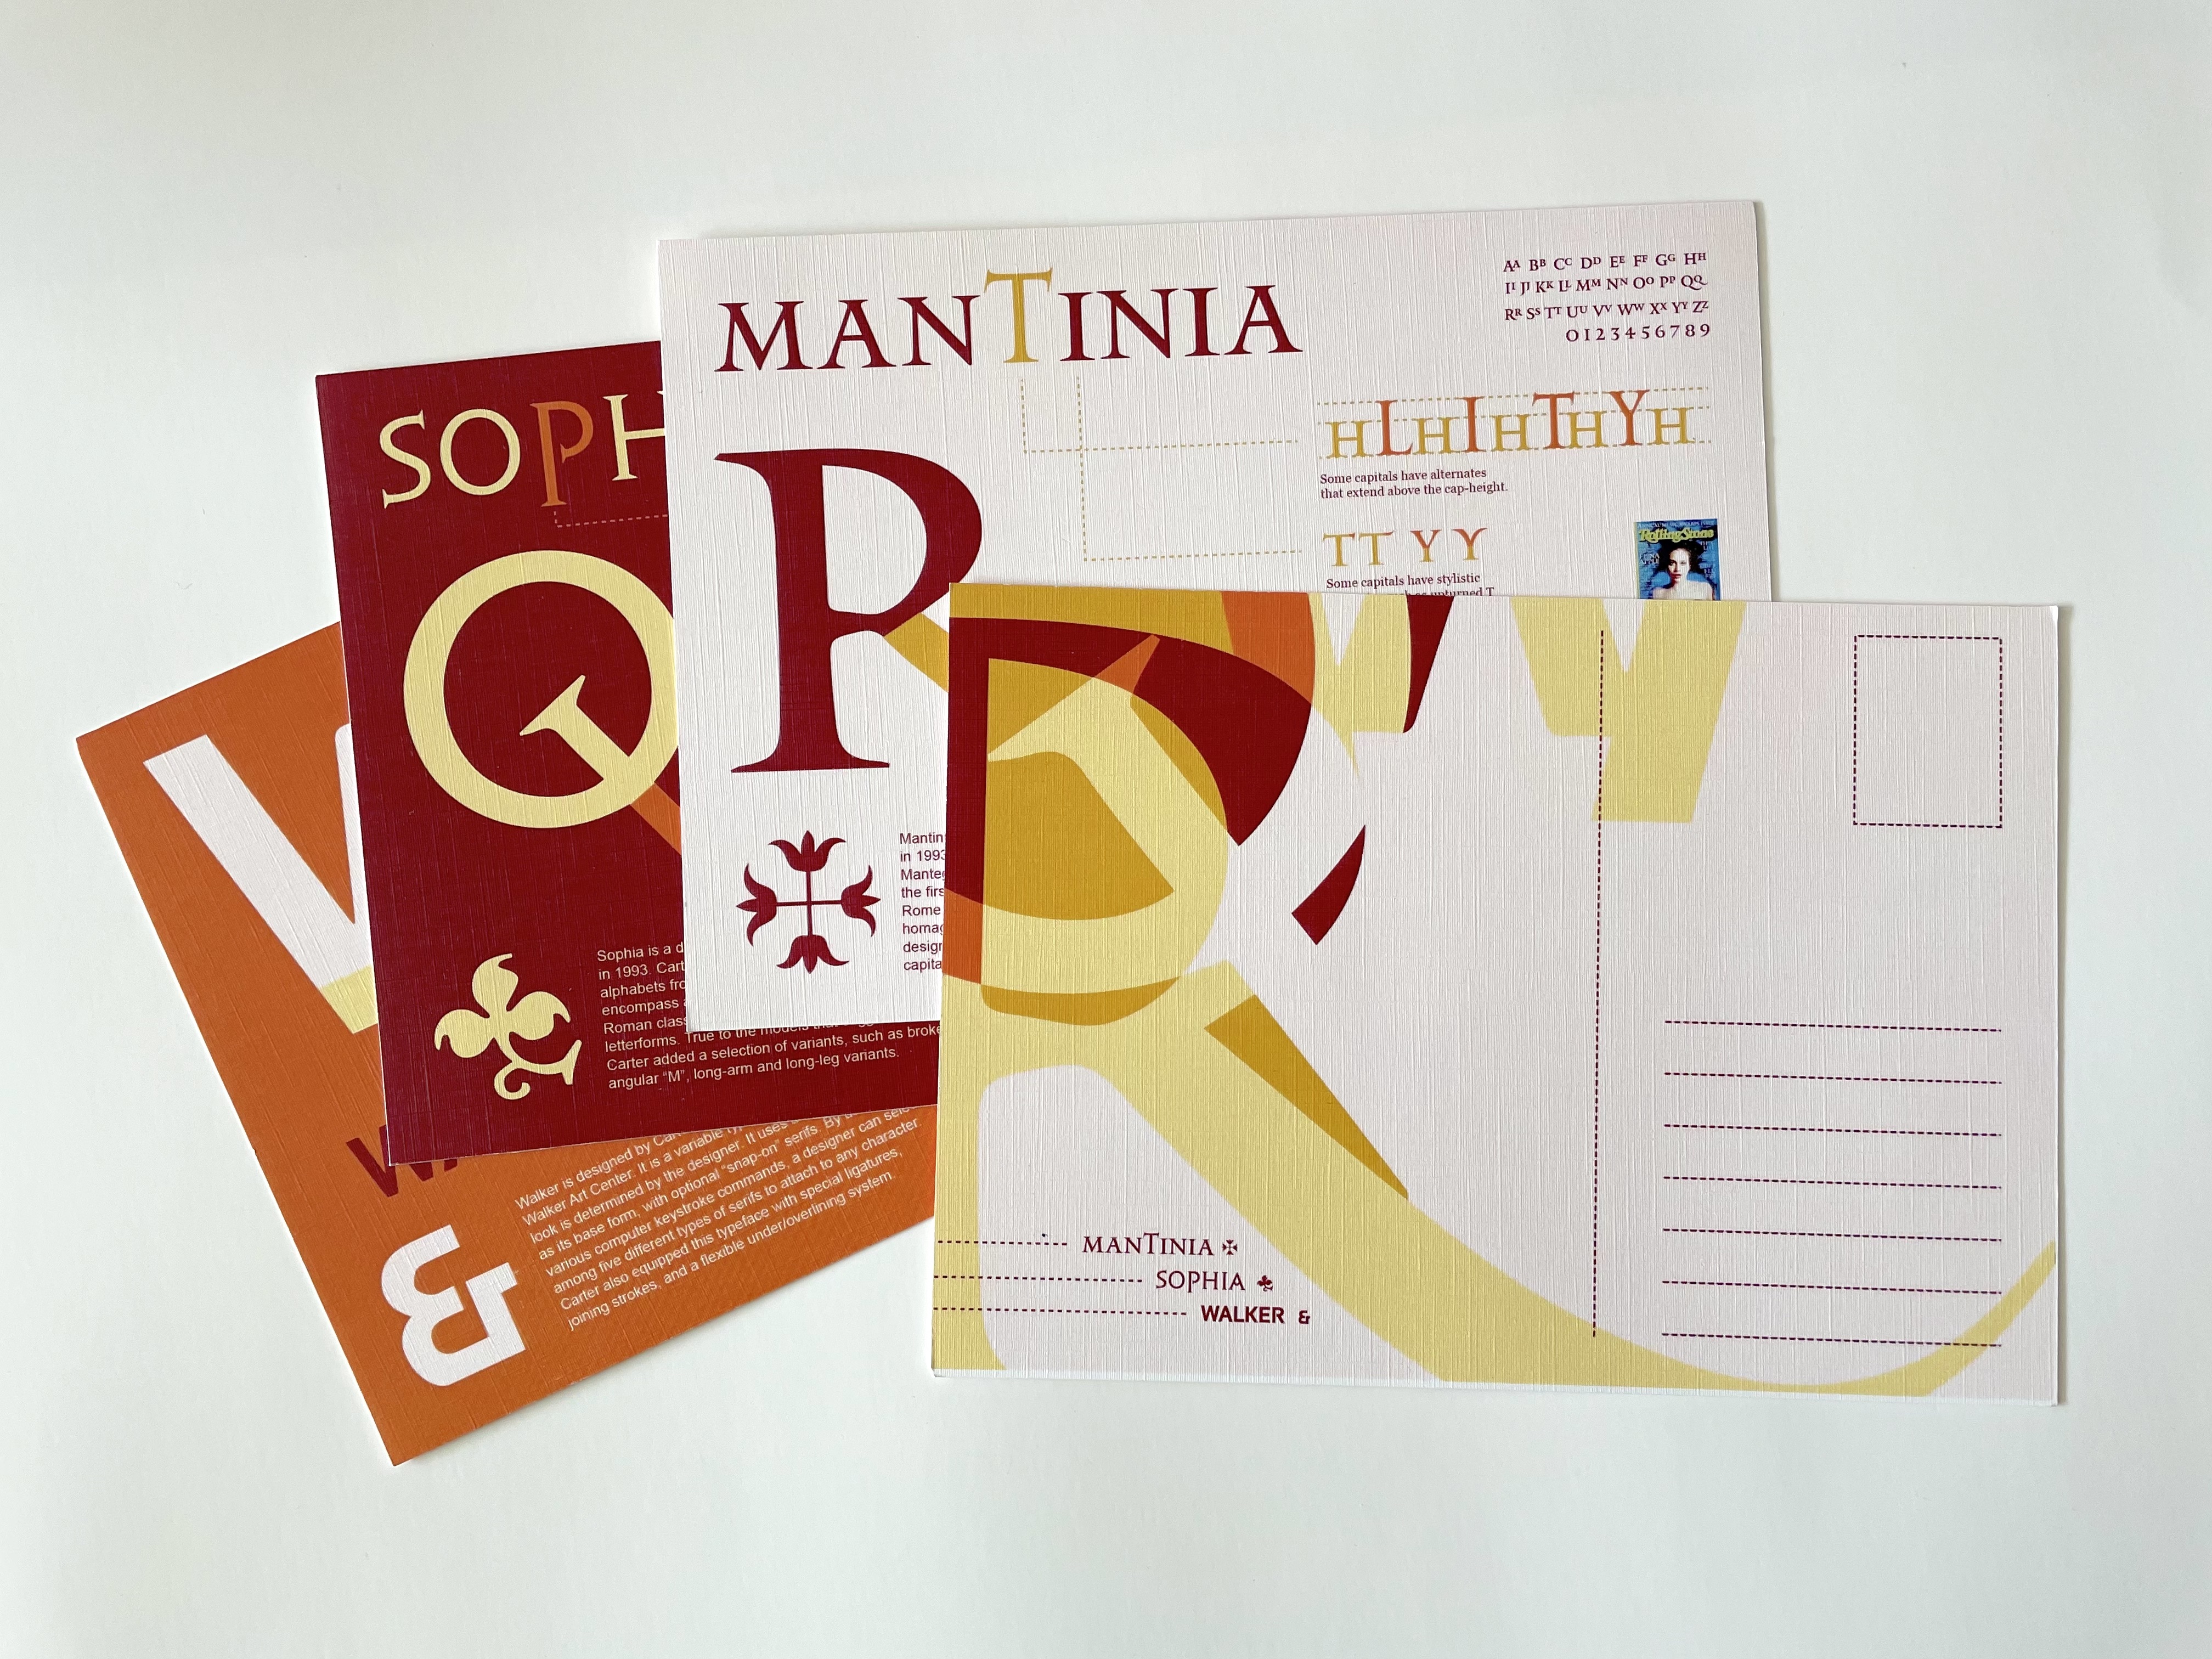 MANTINIA
AA BB CC DD EE FF GG HH
II JJ KK LL MM NN OO PP QQ
RR SS TT UU VV WW XX YY ZZ
0 1 2 3 4 5 6 7 8 9
HLHIHTHYH
Some capitals have alternates
that extend above the cap-height.
TT YY
Some capitals have stylistic
upturned T
RollingStone
R
Mantin
in 1993
Manteg
the firs
Rome
homag
design
capita
SOPH
Q
Sophia is a d
in 1993. Cart
alphabets fro
encompass
Roman class
letterforms. True to the models
Carter added a selection of variants, such as broke
angular “M”, long-arm and long-leg variants.
W
&
Walker is designed by Car
Walker Art Center. It is a variable ty
look is determined by the designer. It uses
as its base form, with optional “snap-on” serifs. By
various computer keystroke commands, a designer can sele
among five different types of serifs to attach to any character.
Carter also equipped this typeface with special ligatures,
joining strokes, and a flexible under/overlining system.
MANTINIA
SOPHIA
WALKER &